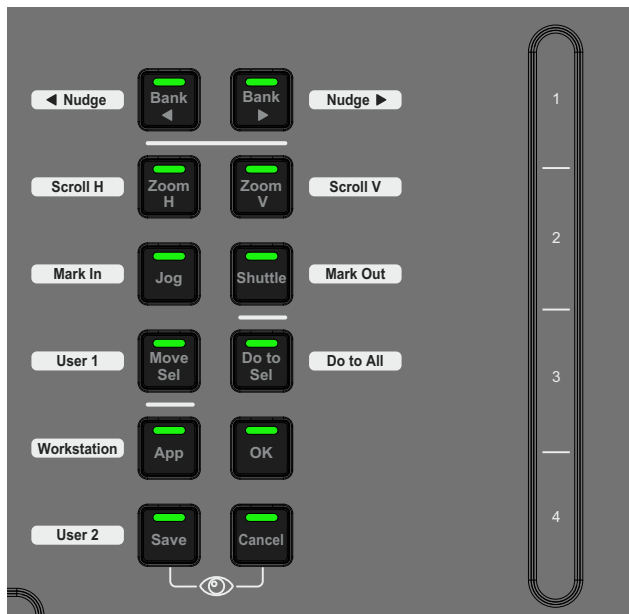 ◀ Nudge
Bank
◀
Bank
▶
Nudge ▶
1
Scroll H
Zoom
H
Zoom
V
Scroll V
2
Mark In
Jog
Shuttle
Mark Out
User 1
Move
Sel
Do to
Sel
Do to All
3
Workstation
App
OK
User 2
Save
Cancel
4